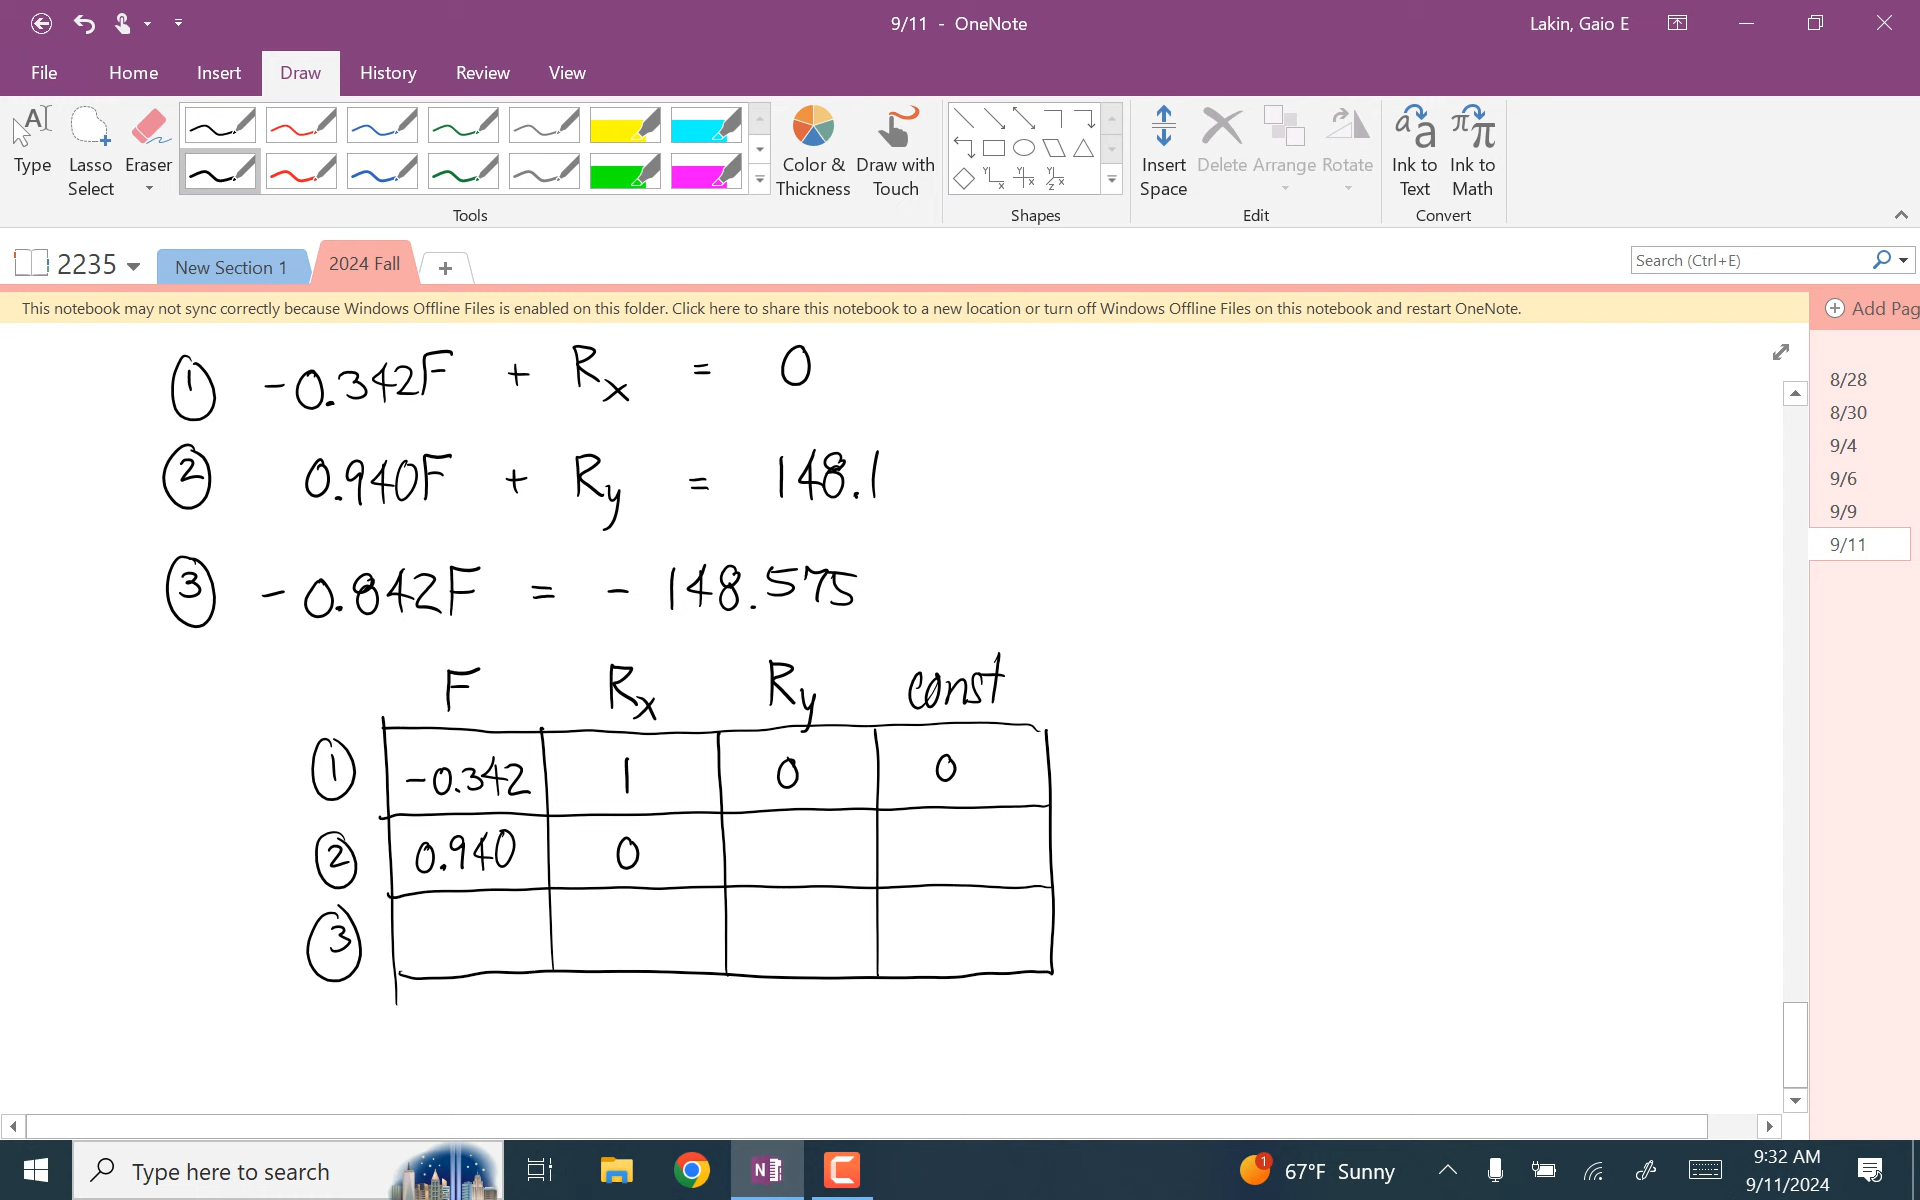 9/11 - OneNote
Lakin, Gaio E
File Home Insert Draw History Review View
Type
Lasso Select
Eraser
Color & Thickness
Draw with Touch
Insert Space
Delete
Arrange
Rotate
Ink to Text
Ink to Math
Tools Shapes Edit Convert
2235 New Section 1 2024 Fall + Search (Ctrl+E)
This notebook may not sync correctly because Windows Offline Files is enabled on this folder. Click here to share this notebook to a new location or turn off Windows Offline Files on this notebook and restart OneNote.
Add Pag
8/28
8/30
9/4
9/6
9/9
9/11
① -0.342F + Rx = 0
② 0.940F + Ry = 148.1
③ -0.842F = - 148.575
F Rx Ry const
① -0.342 1 0 0
② 0.940 0
③
Type here to search
1
67°F Sunny
9:32 AM
9/11/2024